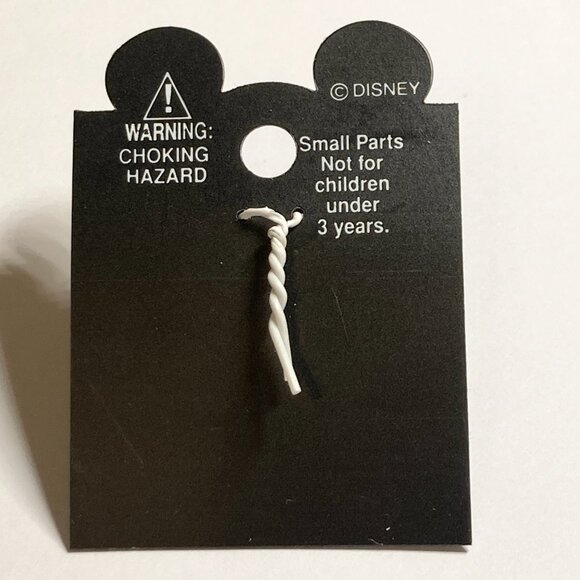 © DISNEY
!
WARNING:
CHOKING
HAZARD
Small Parts
Not for
children
under
3 years.